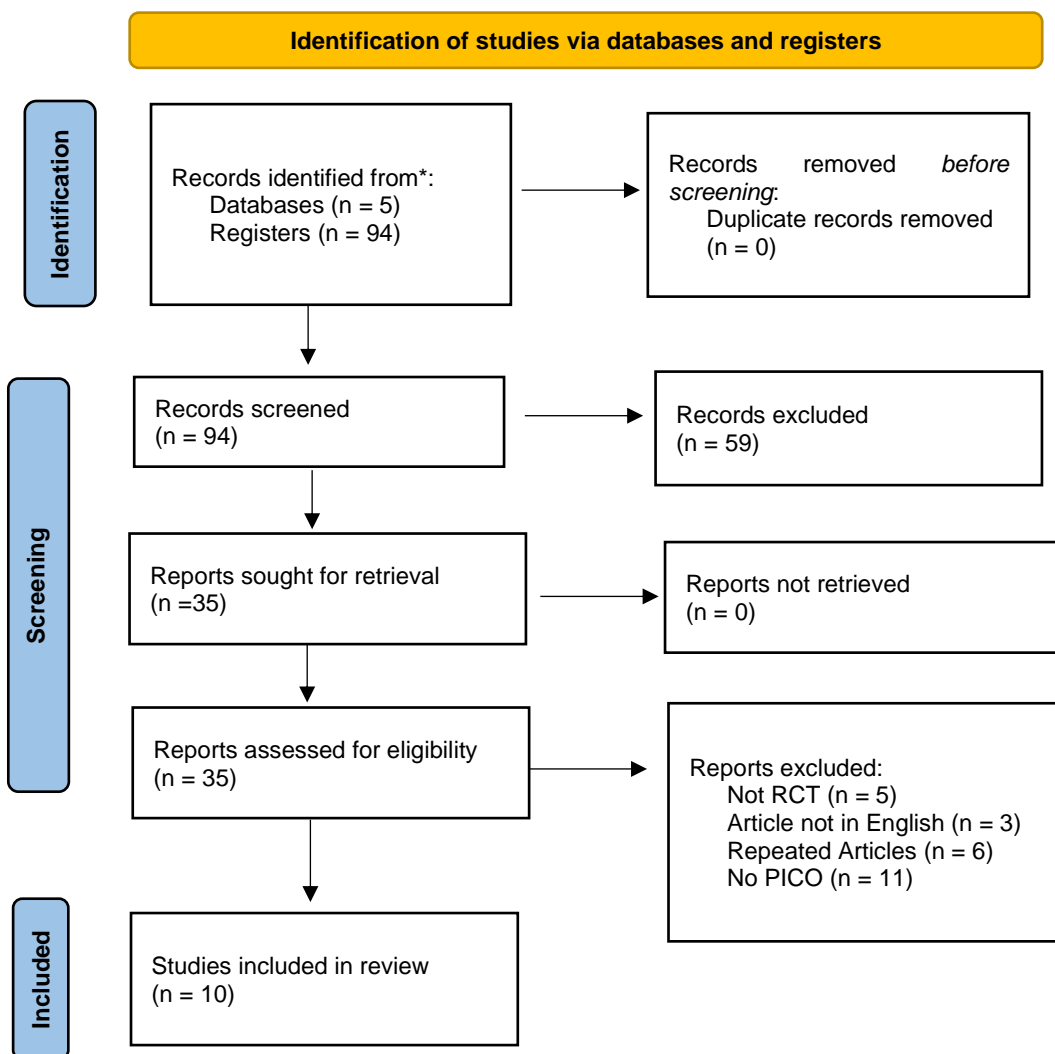 Identification of studies via databases and registers
Identification
Records identified from*:
Databases (n = 5)
Registers (n = 94)
Records removed before
screening:
Duplicate records removed
(n = 0)
Screening
Records screened
(n = 94)
Records excluded
(n = 59)
Reports sought for retrieval
(n =35)
Reports not retrieved
(n = 0)
Reports assessed for eligibility
(n = 35)
Reports excluded:
Not RCT (n = 5)
Article not in English (n = 3)
Repeated Articles (n = 6)
No PICO (n = 11)
Included
Studies included in review
(n = 10)